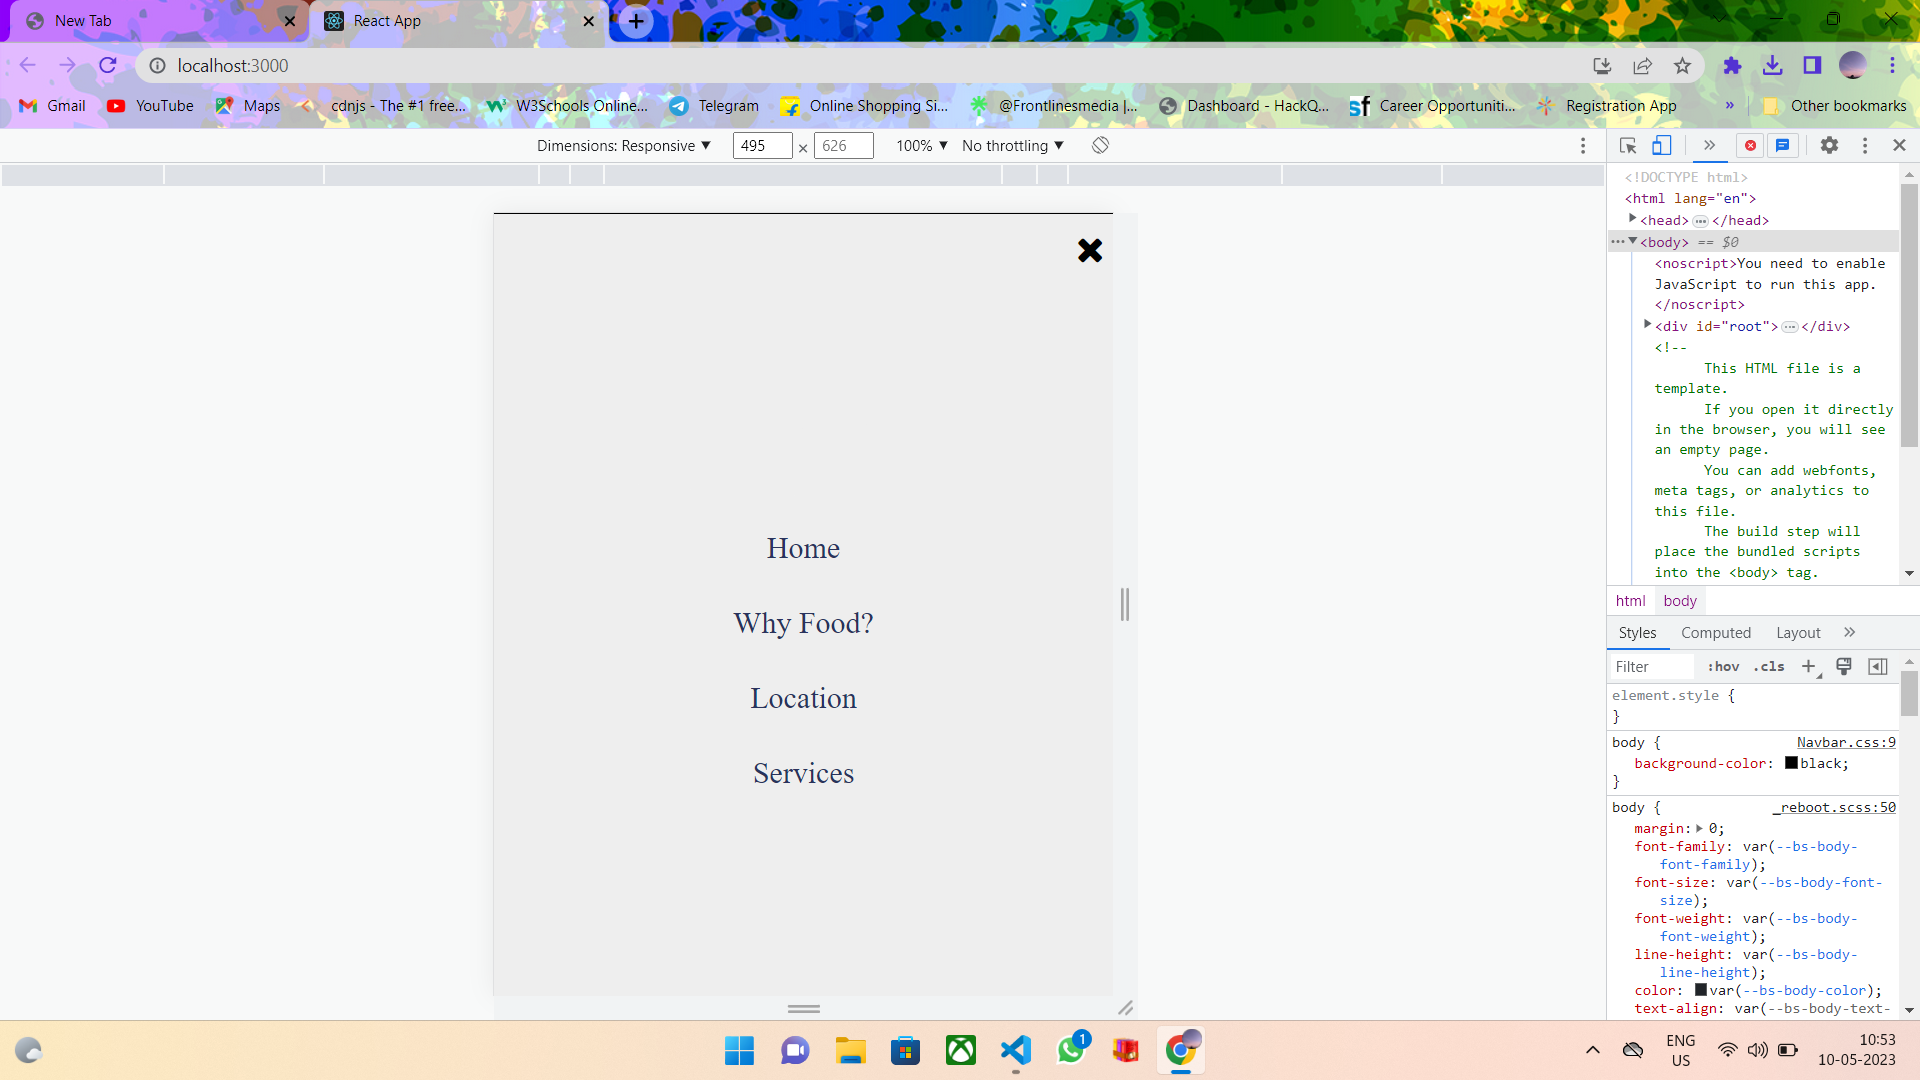 New Tab
React App
localhost:3000
Gmail
YouTube
Maps
cdnjs - The #1 free...
W3Schools Online...
Telegram
Online Shopping Si...
@Frontlinesmedia |...
Dashboard - HackQ...
Career Opportuniti...
Registration App
»
Other bookmarks
Dimensions: Responsive ▼
495
×
626
100% ▼
No throttling ▼
<!DOCTYPE html>
<html lang="en">
<head>…</head>
<body> == $0
<noscript>You need to enable
JavaScript to run this app.
</noscript>
<div id="root">…</div>
<!--
This HTML file is a
template.
If you open it directly
in the browser, you will see
an empty page.
You can add webfonts,
meta tags, or analytics to
this file.
The build step will
place the bundled scripts
into the <body> tag.
html
body
Styles
Computed
Layout
»
Filter
:hov
.cls
element.style {
}
body {
Navbar.css:9
background-color: black;
}
body {
_reboot.scss:50
margin: 0;
font-family: var(--bs-body-
font-family);
font-size: var(--bs-body-font-
size);
font-weight: var(--bs-body-
font-weight);
line-height: var(--bs-body-
line-height);
color: var(--bs-body-color);
text-align: var(--bs-body-text-
Home
Why Food?
Location
Services
1
sf
ENG
US
10:53
10-05-2023